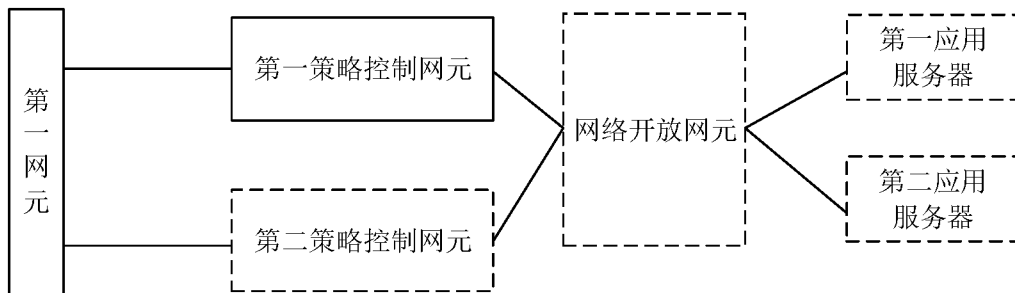 第一网元
第一策略控制网元
第二策略控制网元
网络开放网元
第一应用
服务器
第二应用
服务器